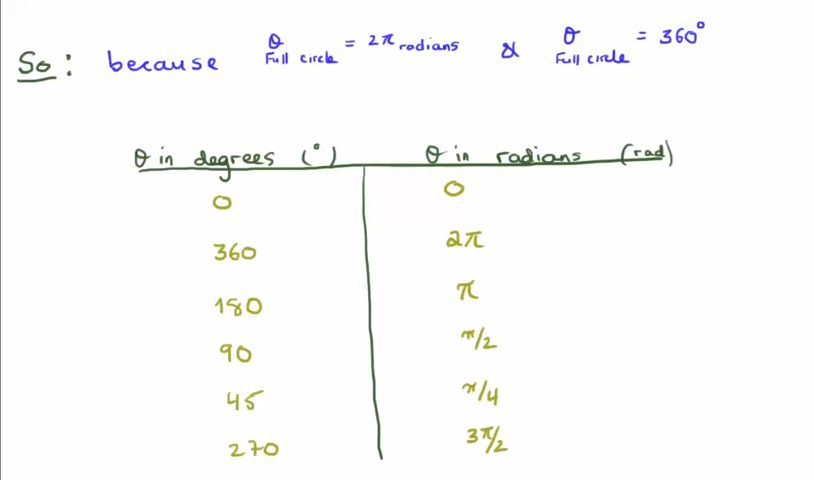 So: because θ Full circle = 2π radians & θ Full circle = 360°
θ in degrees (°) θ in radians (rad)
0 0
360 2π
180 π
90 π/2
45 π/4
270 3π/2